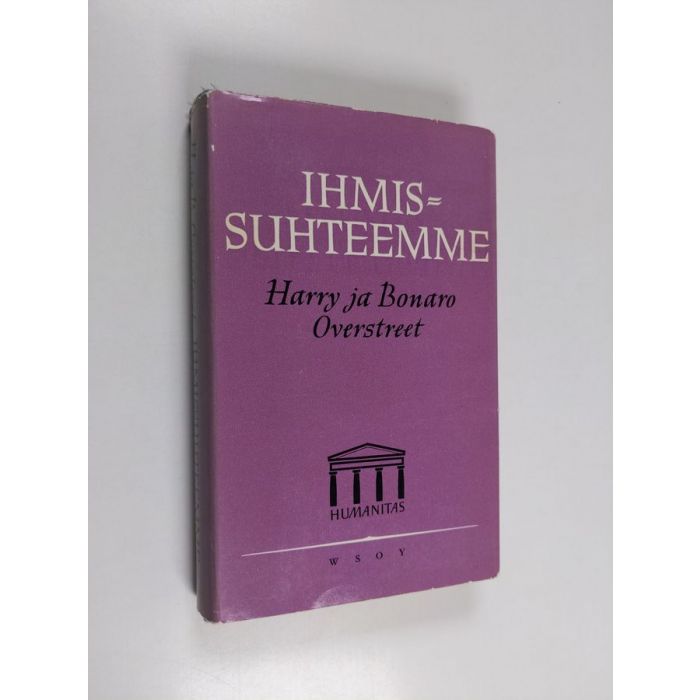 IHMIS=
SUHTEEMME
Harry ja Bonaro
Overstreet
HUMANITAS
WSOY